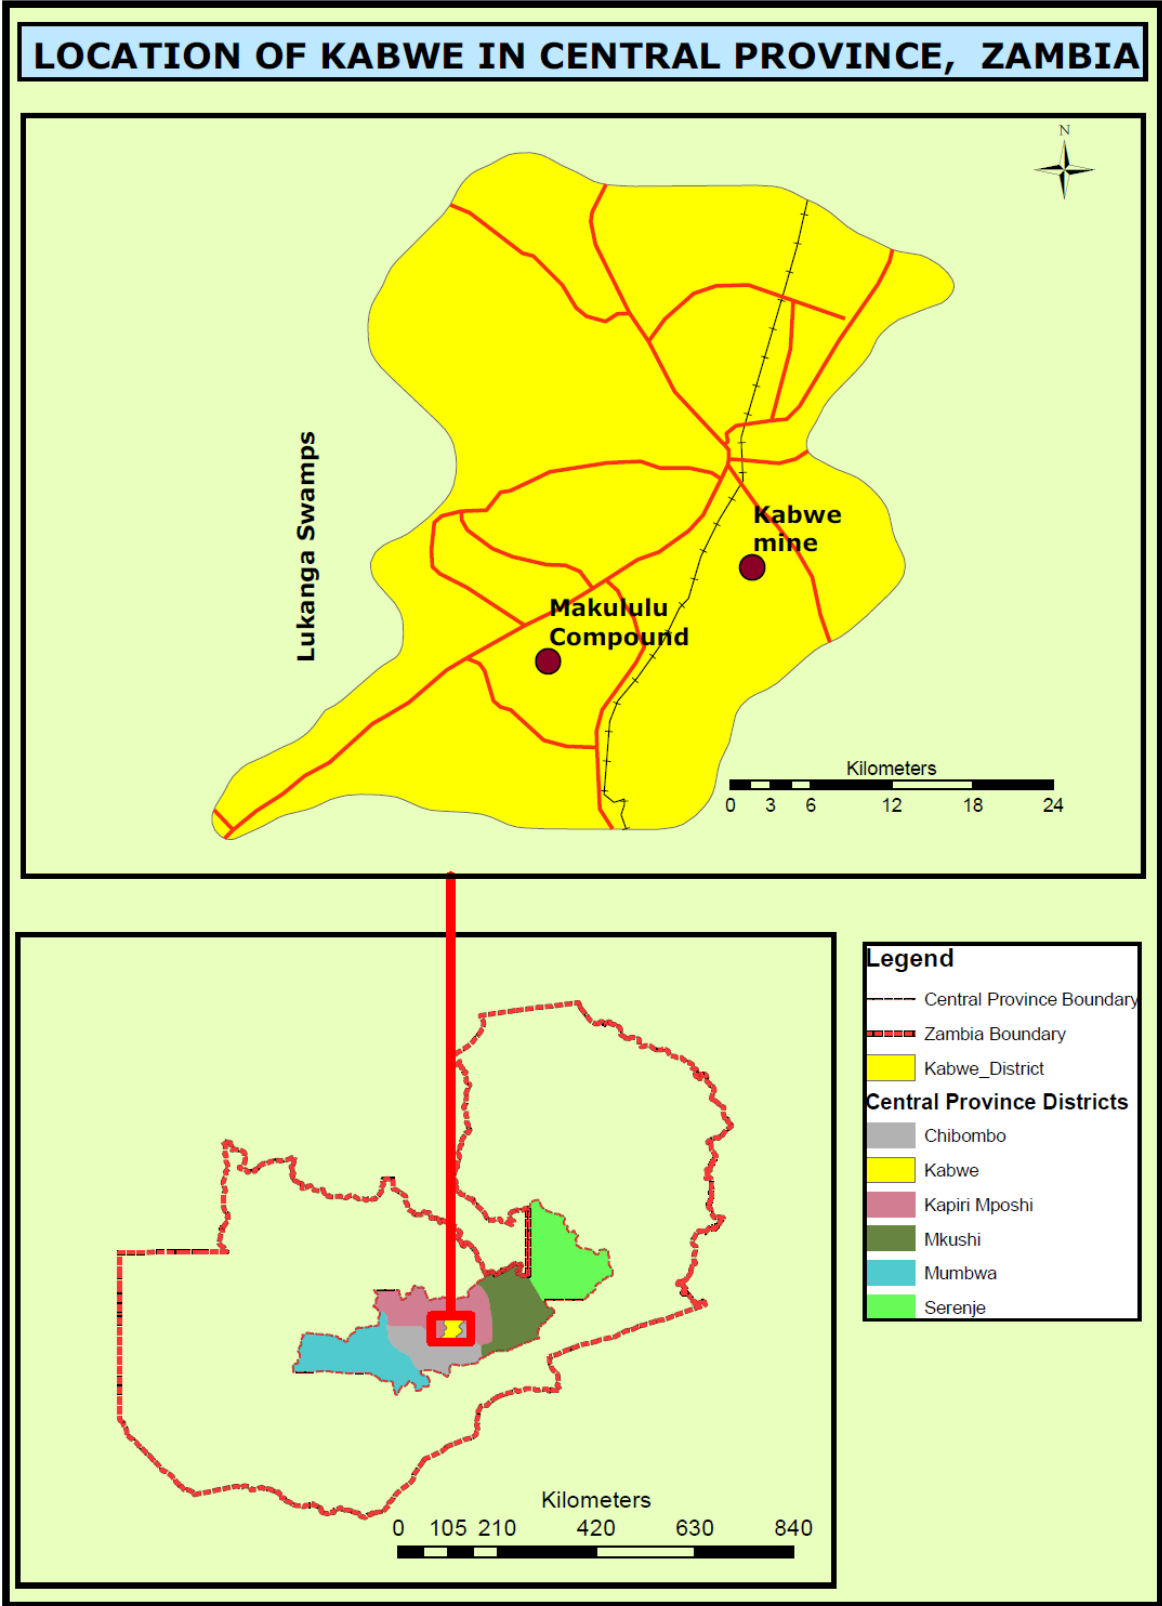 LOCATION OF KABWE IN CENTRAL PROVINCE, ZAMBIA
N
Lukanga Swamps
Kabwe
mine
Makululu
Compound
Kilometers
0 3 6 12 18 24
Legend
Central Province Boundary
Zambia Boundary
Kabwe_District
Central Province Districts
Chibombo
Kabwe
Kapiri Mposhi
Mkushi
Mumbwa
Serenje
Kilometers
0 105 210 420 630 840